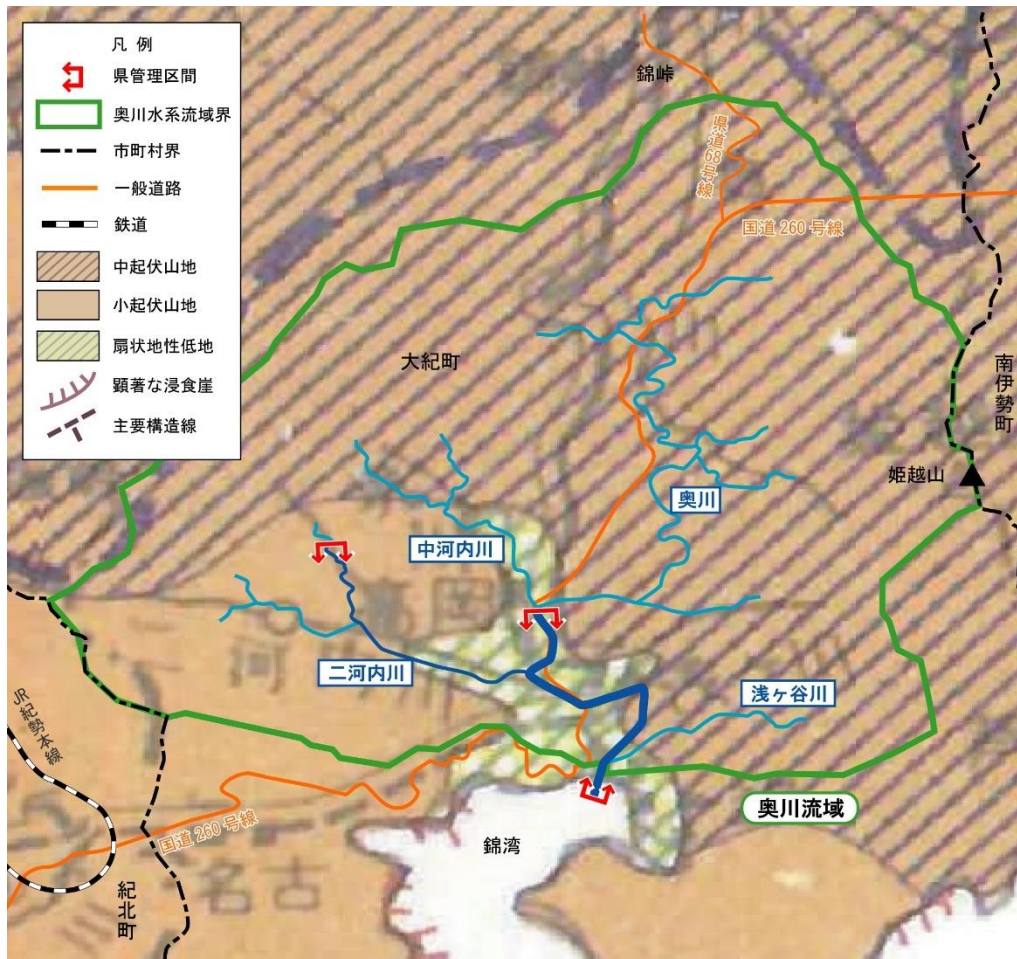 凡 例
県管理区間
奥川水系流域界
市町村界
一般道路
鉄道
中起伏山地
小起伏山地
扇状地性低地
顕著な浸食崖
主要構造線
錦峠
県道68号線
国道260号線
大紀町
南伊勢町
姫越山
奥川
中河内川
二河内川
浅ヶ谷川
JR紀勢本線
奥川流域
錦湾
国道260号線
紀北町
古
名
河